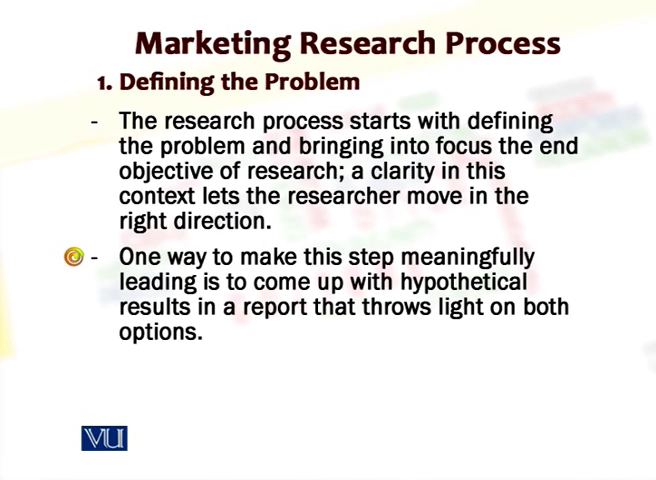 Marketing Research Process
1. Defining the Problem
- The research process starts with defining
the problem and bringing into focus the end
objective of research; a clarity in this
context lets the researcher move in the
right direction.
- One way to make this step meaningfully
leading is to come up with hypothetical
results in a report that throws light on both
options.
VU